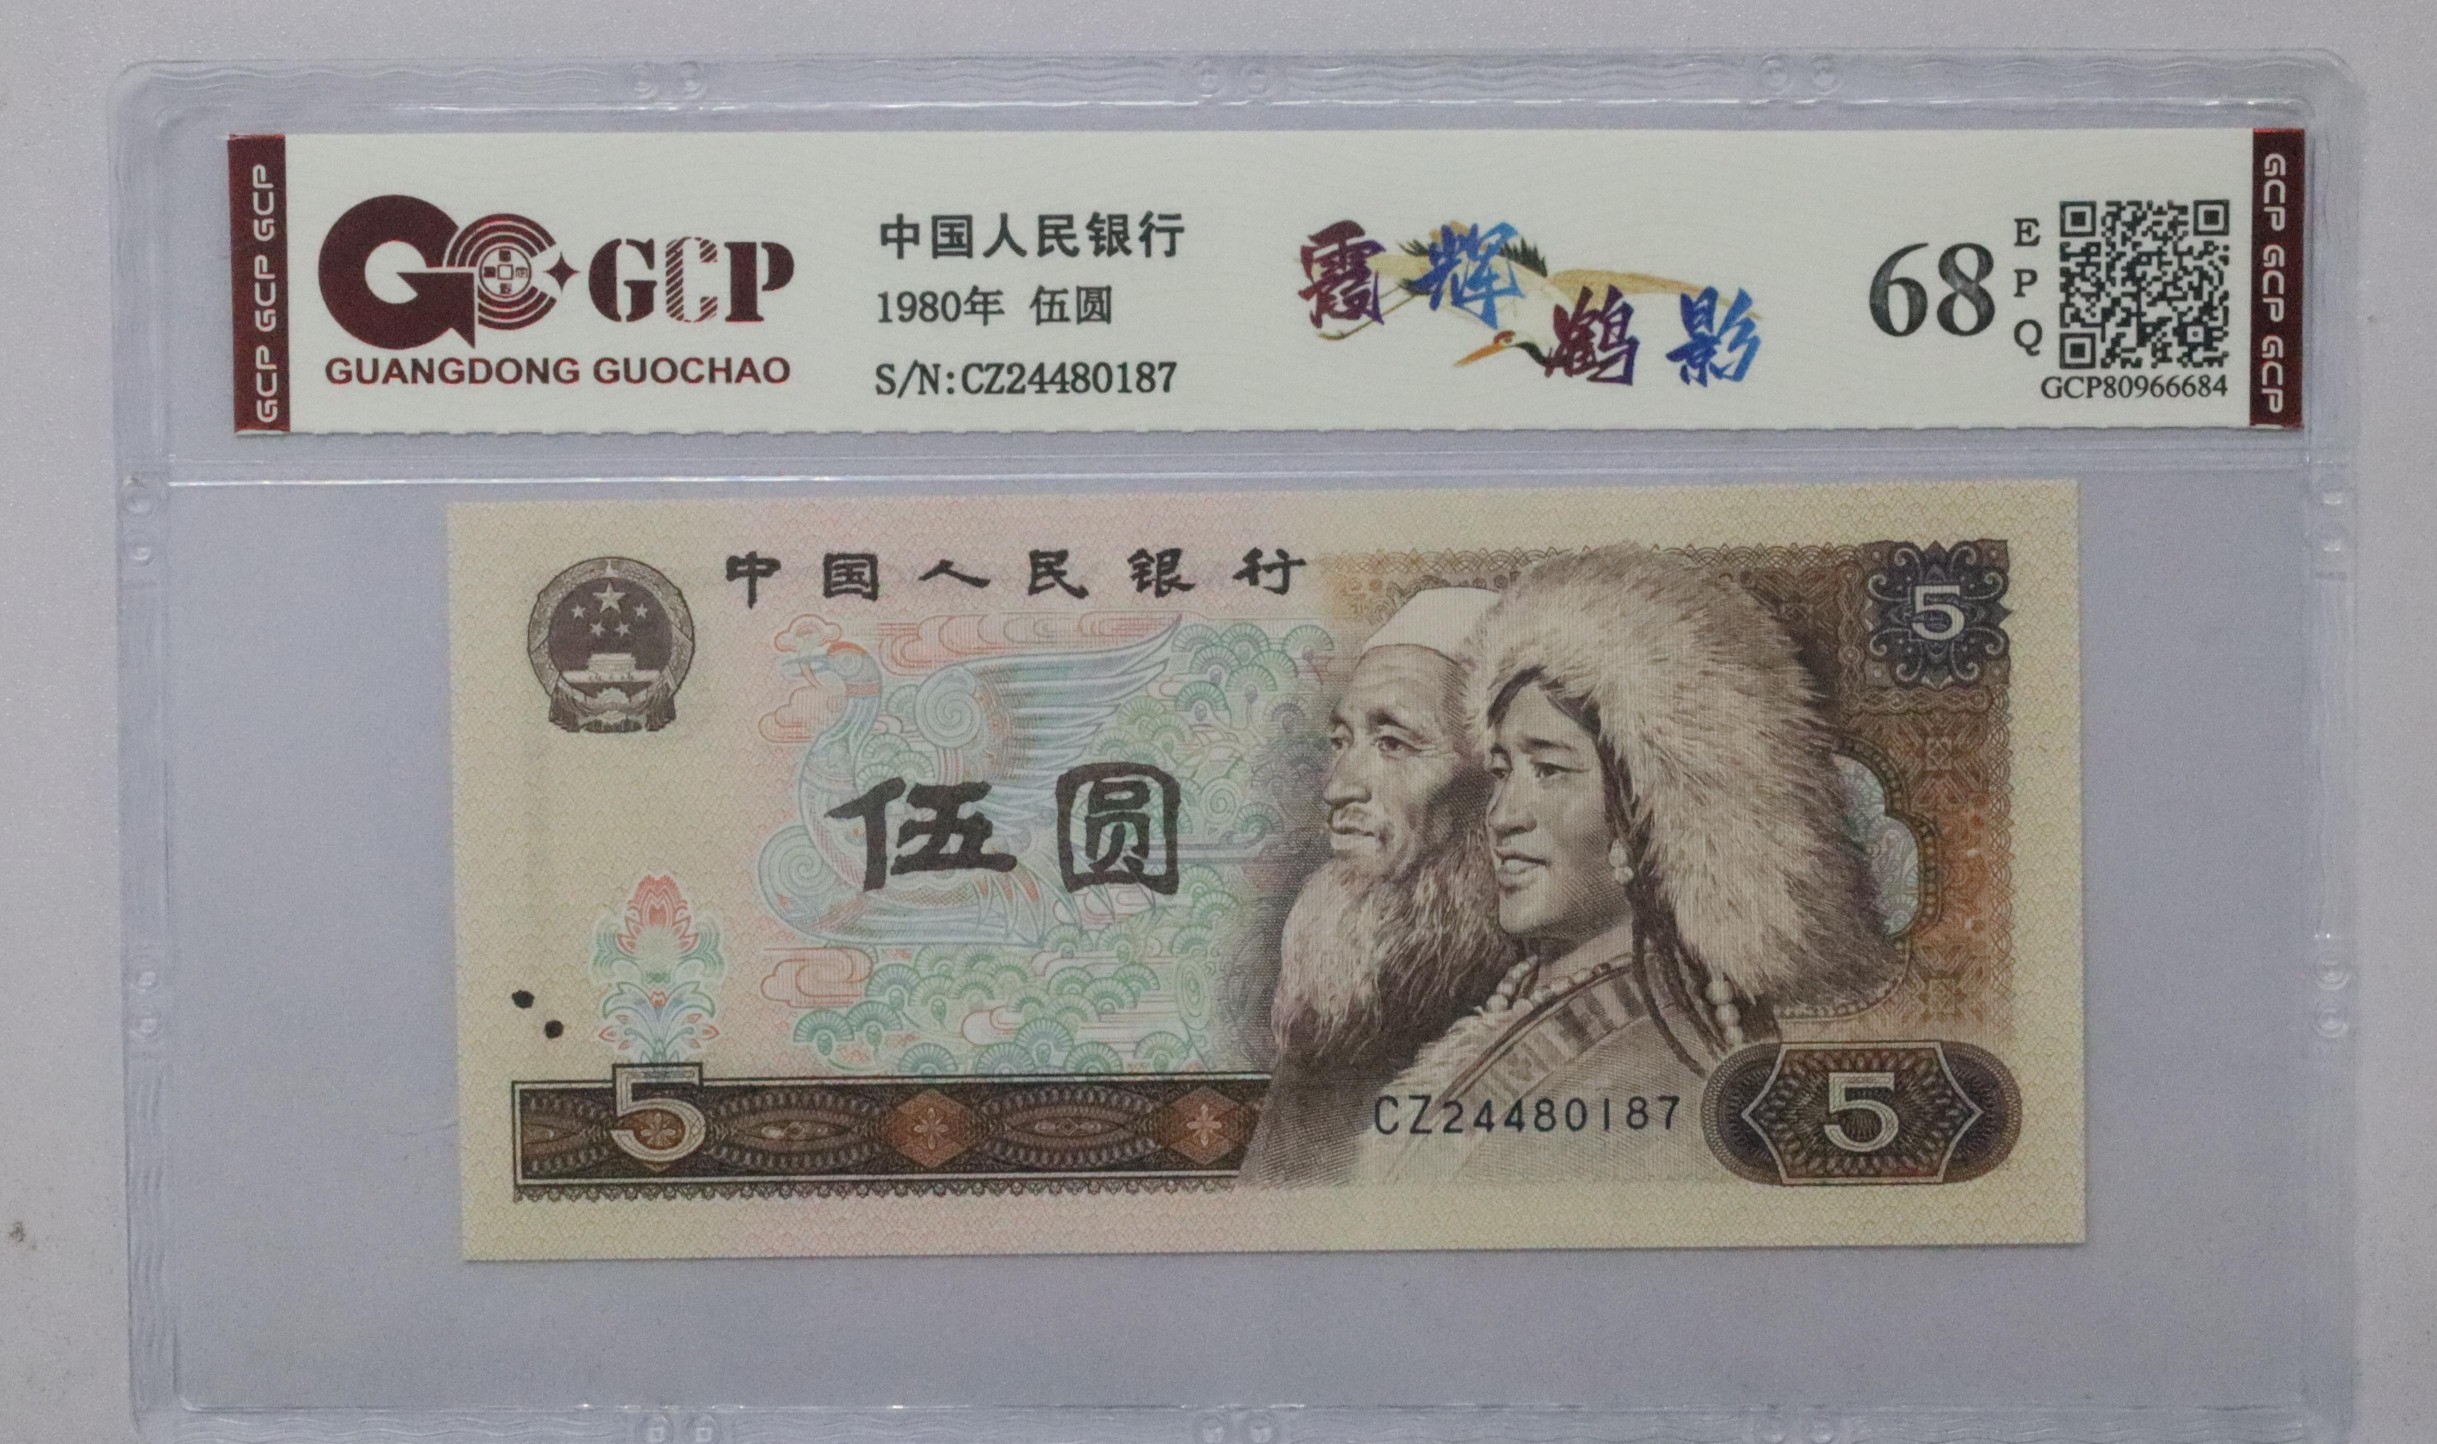 GCP GCP GCP
GCP
GUANGDONG GUOCHAO
中国人民银行
1980年 伍圆
S/N:CZ24480187
霞辉鹤影
68
EPQ
GCP80966684
GCP GCP GCP
中国人民银行
5
伍圆
5
CZ24480187
5